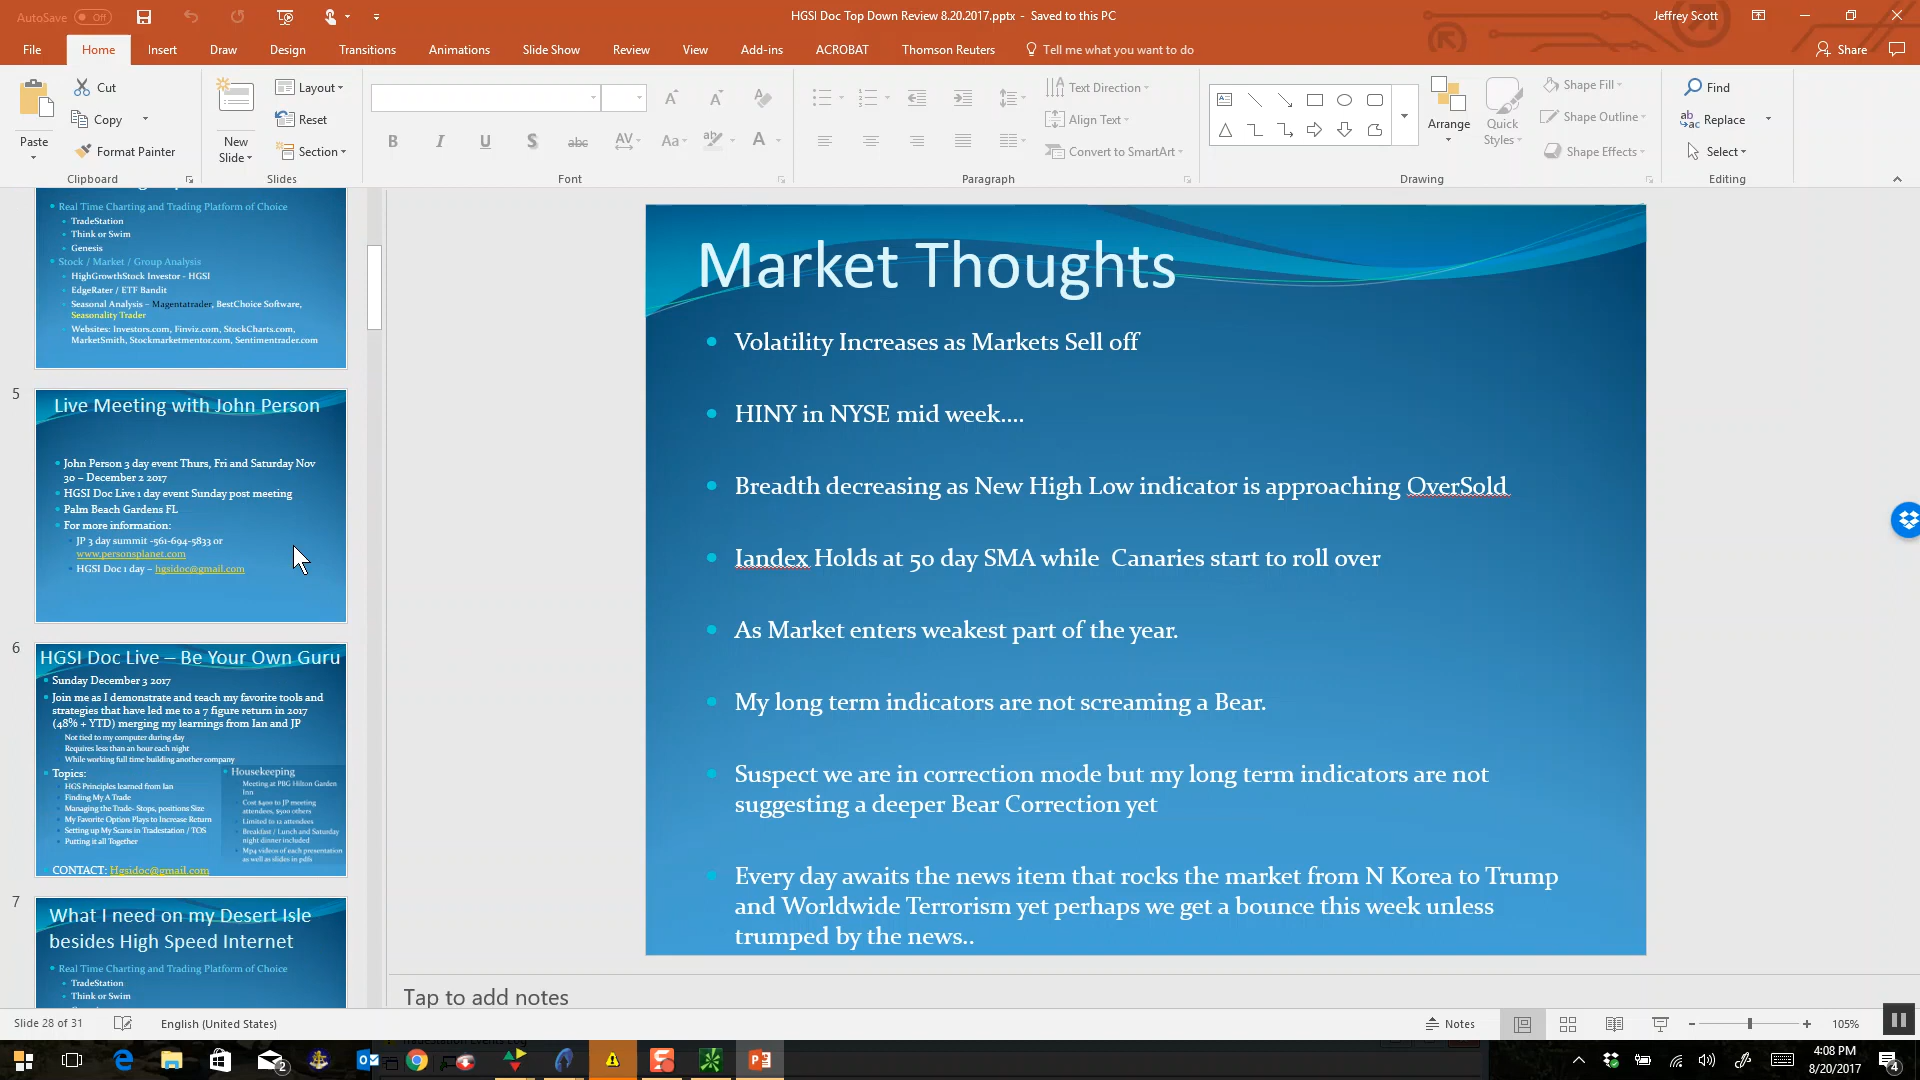 AutoSave Off
HGSI Doc Top Down Review 8.20.2017.pptx - Saved to this PC
Jeffrey Scott
File Home Insert Draw Design Transitions Animations Slide Show Review View Add-ins ACROBAT Thomson Reuters Tell me what you want to do Share
Paste
Cut
Copy
Format Painter
Clipboard
New Slide
Layout
Reset
Section
Slides
Font
Text Direction
Align Text
Convert to SmartArt
Paragraph
Arrange
Quick Styles
Shape Fill
Shape Outline
Shape Effects
Drawing
Find
Replace
Select
Editing
Real Time Charting and Trading Platform of Choice
TradeStation
Think or Swim
Genesis
Stock / Market / Group Analysis
HighGrowthStock Investor - HGSI
EdgeRater / ETF Bandit
Seasonal Analysis – Magentatrader, BestChoice Software,
Seasonality Trader
Websites: Investors.com, Finviz.com, StockCharts.com,
MarketSmith, Stockmarketmentor.com, Sentimentrader.com
5
Live Meeting with John Person
John Person 3 day event Thurs, Fri and Saturday Nov
30 – December 2 2017
HGSI Doc Live 1 day event Sunday post meeting
Palm Beach Gardens FL
For more information:
JP 3 day summit -561-694-5833 or
www.personsplanet.com
HGSI Doc 1 day – hgsidoc@gmail.com
6
HGSI Doc Live – Be Your Own Guru
Sunday December 3 2017
Join me as I demonstrate and teach my favorite tools and
strategies that have led me to a 7 figure return in 2017
(48% + YTD) merging my learnings from Ian and JP
Not tied to my computer during day
Requires less than an hour each night
While working full time building another company
Topics:
HGS Principles learned from Ian
Finding My A Trade
Managing the Trade- Stops, positions Size
My Favorite Option Plays to Increase Return
Setting up My Scans in Tradestation / TOS
Putting it all Together
Housekeeping
Meeting at PBG Hilton Garden
Inn
Cost $400 to JP meeting
attendees, $500 others
Limited to 12 attendees
Breakfast / Lunch and Saturday
night dinner included
Mp4 videos of each presentation
as well as slides in pdfs
CONTACT: Hgsidoc@gmail.com
7
What I need on my Desert Isle
besides High Speed Internet
Real Time Charting and Trading Platform of Choice
TradeStation
Think or Swim
Market Thoughts
Volatility Increases as Markets Sell off
HINY in NYSE mid week….
Breadth decreasing as New High Low indicator is approaching OverSold
Iandex Holds at 50 day SMA while Canaries start to roll over
As Market enters weakest part of the year.
My long term indicators are not screaming a Bear.
Suspect we are in correction mode but my long term indicators are not
suggesting a deeper Bear Correction yet
Every day awaits the news item that rocks the market from N Korea to Trump
and Worldwide Terrorism yet perhaps we get a bounce this week unless
trumped by the news..
Tap to add notes
Slide 28 of 31
English (United States)
Notes
105%
4:08 PM
8/20/2017